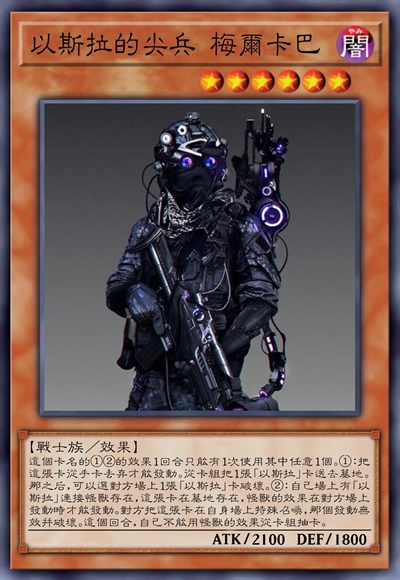 以斯拉的尖兵 梅爾卡巴
やみ
闇
【戰士族／效果】
這個卡名的①②的效果1回合只能有1次使用其中任意1個。①:把
這張卡從手卡丟弃才能發動。從卡組把1張「以斯拉」卡送去墓地。
那之后,可以選對方場上1張「以斯拉」卡破壞。②:自己場上有「以
斯拉」連接怪獸存在,這張卡在墓地存在,怪獸的效果在對方場上
發動時才能發動。這張卡在自身場上特殊召喚,那個發動無
效并破壞。這個回合,自己不能用怪獸的效果從卡組抽卡。
ATK/2100 DEF/1800